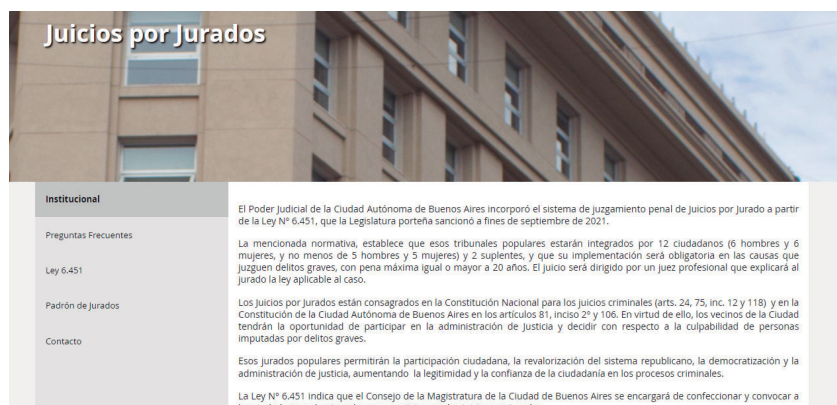 Juicios por Jurados
Institucional
Preguntas Frecuentes
Ley 6.451
Padrón de Jurados
Contacto
El Poder Judicial de la Ciudad Autónoma de Buenos Aires incorporó el sistema de juzgamiento penal de Juicios por Jurado a partir
de la Ley Nº 6.451, que la Legislatura porteña sancionó a fines de septiembre de 2021.
La mencionada normativa, establece que esos tribunales populares estarán integrados por 12 ciudadanos (6 hombres y 6
mujeres, y no menos de 5 hombres y 5 mujeres) y 2 suplentes, y que su implementación será obligatoria en las causas que
juzguen delitos graves, con pena máxima igual o mayor a 20 años. El juicio será dirigido por un juez profesional que explicará al
jurado la ley aplicable al caso.
Los Juicios por Jurados están consagrados en la Constitución Nacional para los juicios criminales (arts. 24, 75, inc. 12 y 118) y en la
Constitución de la Ciudad Autónoma de Buenos Aires en los artículos 81, inciso 2º y 106. En virtud de ello, los vecinos de la Ciudad
tendrán la oportunidad de participar en la administración de Justicia y decidir con respecto a la culpabilidad de personas
imputadas por delitos graves.
Esos jurados populares permitirán la participación ciudadana, la revalorización del sistema republicano, la democratización y la
administración de justicia, aumentando la legitimidad y la confianza de la ciudadanía en los procesos criminales.
La Ley Nº 6.451 indica que el Consejo de la Magistratura de la Ciudad de Buenos Aires se encargará de confeccionar y convocar a